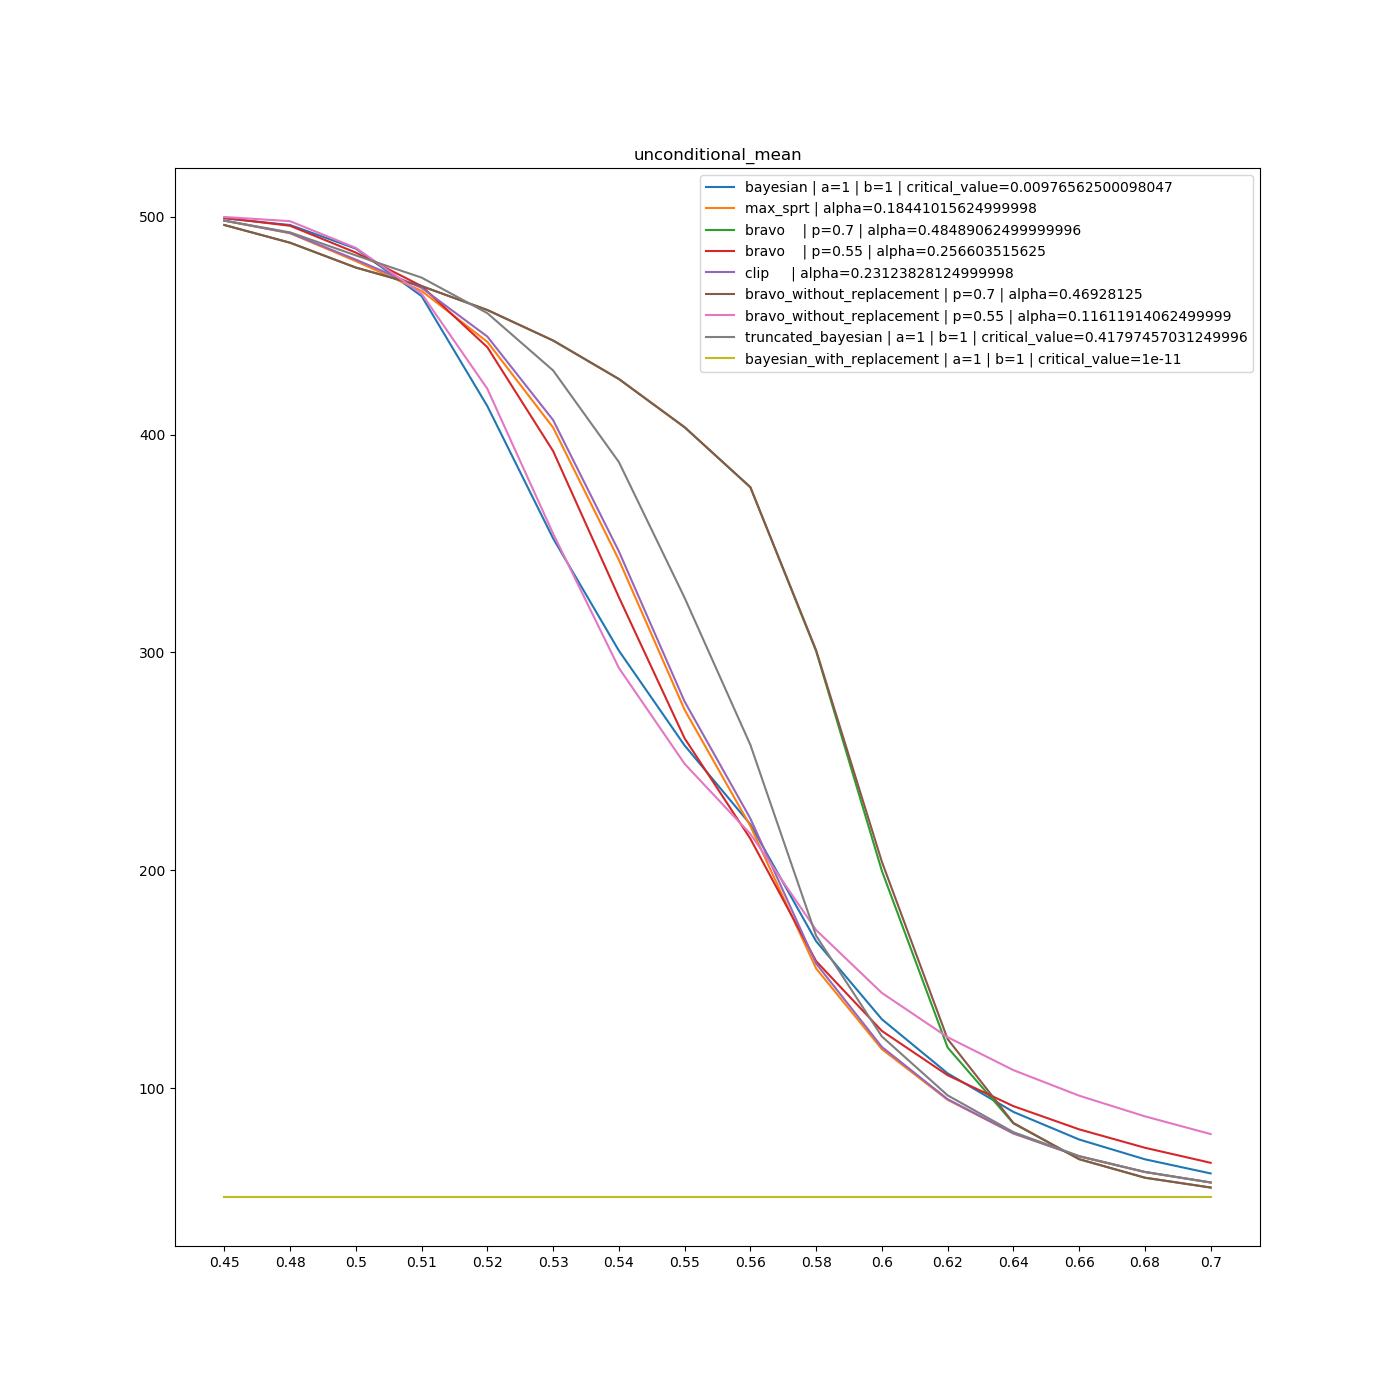 unconditional_mean
bayesian | a=1 | b=1 | critical_value=0.00976562500098047
max_sprt | alpha=0.18441015624999998
bravo    | p=0.7 | alpha=0.48489062499999996
bravo    | p=0.55 | alpha=0.256603515625
clip     | alpha=0.23123828124999998
bravo_without_replacement | p=0.7 | alpha=0.46928125
bravo_without_replacement | p=0.55 | alpha=0.11611914062499999
truncated_bayesian | a=1 | b=1 | critical_value=0.41797457031249996
bayesian_with_replacement | a=1 | b=1 | critical_value=1e-11
500
400
300
200
100
0.45 0.48 0.5 0.51 0.52 0.53 0.54 0.55 0.56 0.58 0.6 0.62 0.64 0.66 0.68 0.7